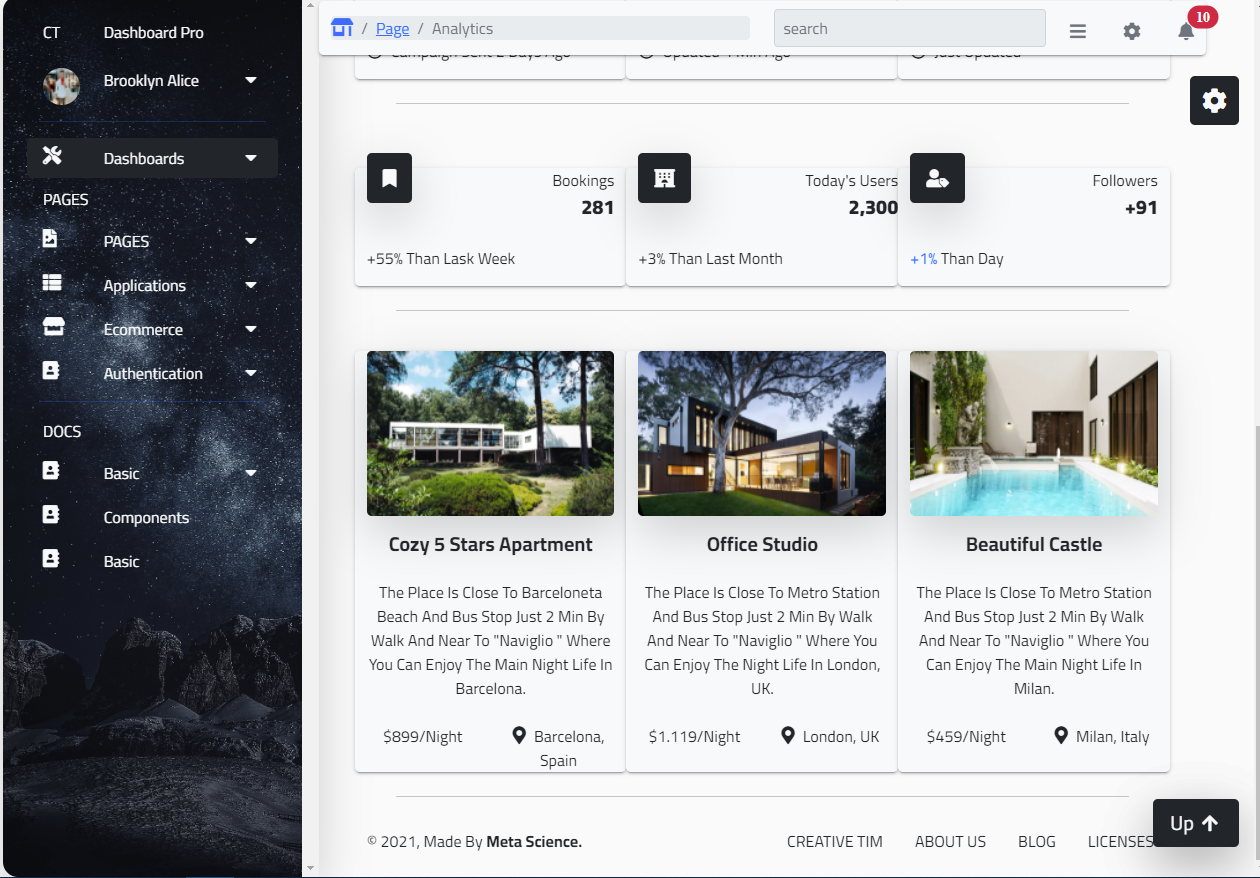 CT Dashboard Pro
Brooklyn Alice
Dashboards
PAGES
PAGES
Applications
Ecommerce
Authentication
DOCS
Basic
Components
Basic
/ Page / Analytics
search
10
Campaign Sent 2 Days Ago
Updated 4 Min Ago
Just Updated
Bookings
281
+55% Than Lask Week
Today's Users
2,300
+3% Than Last Month
Followers
+91
+1% Than Day
Cozy 5 Stars Apartment
The Place Is Close To Barceloneta
Beach And Bus Stop Just 2 Min By
Walk And Near To "Naviglio " Where
You Can Enjoy The Main Night Life In
Barcelona.
$899/Night
Barcelona,
Spain
Office Studio
The Place Is Close To Metro Station
And Bus Stop Just 2 Min By Walk
And Near To "Naviglio " Where You
Can Enjoy The Night Life In London,
UK.
$1.119/Night
London, UK
Beautiful Castle
The Place Is Close To Metro Station
And Bus Stop Just 2 Min By Walk
And Near To "Naviglio " Where You
Can Enjoy The Main Night Life In
Milan.
$459/Night
Milan, Italy
© 2021, Made By Meta Science.
CREATIVE TIM ABOUT US BLOG LICENSES
Up